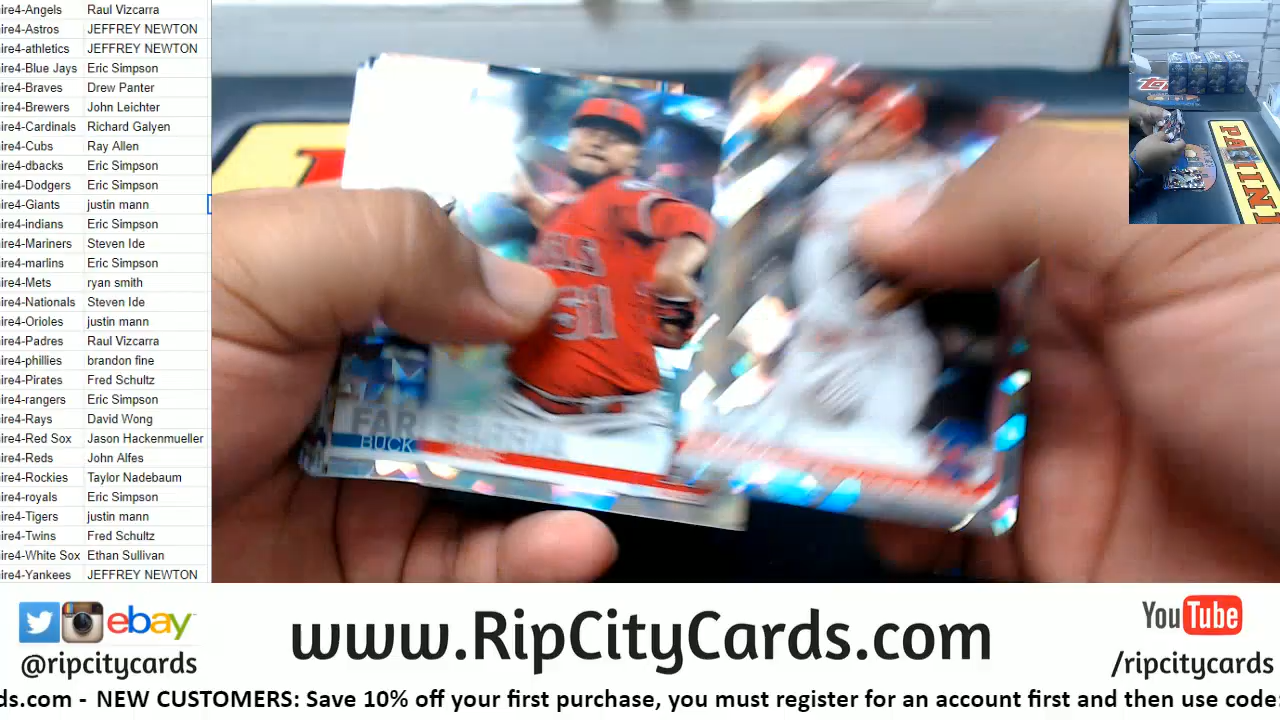 ire4-Angels Raul Vizcarra
ire4-Astros JEFFREY NEWTON
ire4-athletics JEFFREY NEWTON
ire4-Blue Jays Eric Simpson
ire4-Braves Drew Panter
ire4-Brewers John Leichter
ire4-Cardinals Richard Galyen
ire4-Cubs Ray Allen
ire4-dbacks Eric Simpson
ire4-Dodgers Eric Simpson
ire4-Giants justin mann
ire4-indians Eric Simpson
ire4-Mariners Steven Ide
ire4-marlins Eric Simpson
ire4-Mets ryan smith
ire4-Nationals Steven Ide
ire4-Orioles justin mann
ire4-Padres Raul Vizcarra
ire4-phillies brandon fine
ire4-Pirates Fred Schultz
ire4-rangers Eric Simpson
ire4-Rays David Wong
ire4-Red Sox Jason Hackenmueller
ire4-Reds John Alfes
ire4-Rockies Taylor Nadebaum
ire4-royals Eric Simpson
ire4-Tigers justin mann
ire4-Twins Fred Schultz
ire4-White Sox Ethan Sullivan
ire4-Yankees JEFFREY NEWTON
ELS
31
BUCK
PANINI
ebay
@ripcitycards
www.RipCityCards.com
YouTube
/ripcitycards
ds.com - NEW CUSTOMERS: Save 10% off your first purchase, you must register for an account first and then use code: